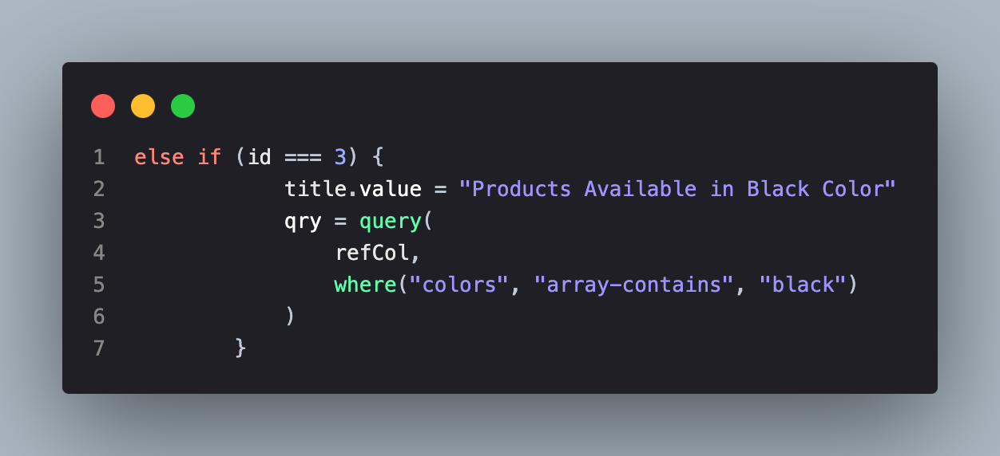 1 else if (id === 3) {
2             title.value = "Products Available in Black Color"
3             qry = query(
4                 refCol,
5                 where("colors", "array-contains", "black")
6             )
7         }